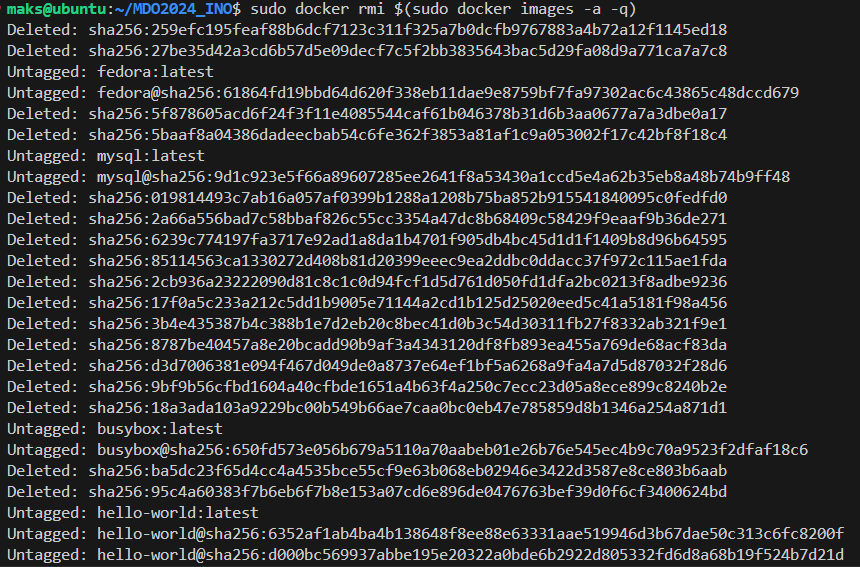 maks@ubuntu:~/MDO2024_INO$ sudo docker rmi $(sudo docker images -a -q)
Deleted: sha256:259efc195feaf88b6dcf7123c311f325a7b0dcfb9767883a4b72a12f1145ed18
Deleted: sha256:27be35d42a3cd6b57d5e09decf7c5f2bb3835643bac5d29fa08d9a771ca7a7c8
Untagged: fedora:latest
Untagged: fedora@sha256:61864fd19bbd64d620f338eb11dae9e8759bf7fa97302ac6c43865c48dccd679
Deleted: sha256:5f878605acd6f24f3f11e4085544caf61b046378b31d6b3aa0677a7a3dbe0a17
Deleted: sha256:5baaf8a04386dadeecbab54c6fe362f3853a81af1c9a053002f17c42bf8f18c4
Untagged: mysql:latest
Untagged: mysql@sha256:9d1c923e5f66a89607285ee2641f8a53430a1ccd5e4a62b35eb8a48b74b9ff48
Deleted: sha256:019814493c7ab16a057af0399b1288a1208b75ba852b915541840095c0fedfd0
Deleted: sha256:2a66a556bad7c58bbaf826c55cc3354a47dc8b68409c58429f9eaaf9b36de271
Deleted: sha256:6239c774197fa3717e92ad1a8da1b4701f905db4bc45d1d1f1409b8d96b64595
Deleted: sha256:85114563ca1330272d408b81d20399eeec9ea2ddbc0ddacc37f972c115ae1fda
Deleted: sha256:2cb936a23222090d81c8c1c0d94fcf1d5d761d050fd1dfa2bc0213f8adbe9236
Deleted: sha256:17f0a5c233a212c5dd1b9005e71144a2cd1b125d25020eed5c41a5181f98a456
Deleted: sha256:3b4e435387b4c388b1e7d2eb20c8bec41d0b3c54d30311fb27f8332ab321f9e1
Deleted: sha256:8787be40457a8e20bcadd90b9af3a4343120df8fb893ea455a769de68acf83da
Deleted: sha256:d3d7006381e094f467d049de0a8737e64ef1bf5a6268a9fa4a7d5d87032f28d6
Deleted: sha256:9bf9b56cfbd1604a40cfbde1651a4b63f4a250c7ecc23d05a8ece899c8240b2e
Deleted: sha256:18a3ada103a9229bc00b549b66ae7caa0bc0eb47e785859d8b1346a254a871d1
Untagged: busybox:latest
Untagged: busybox@sha256:650fd573e056b679a5110a70aabeb01e26b76e545ec4b9c70a9523f2dfaf18c6
Deleted: sha256:ba5dc23f65d4cc4a4535bce55cf9e63b068eb02946e3422d3587e8ce803b6aab
Deleted: sha256:95c4a60383f7b6eb6f7b8e153a07cd6e896de0476763bef39d0f6cf3400624bd
Untagged: hello-world:latest
Untagged: hello-world@sha256:6352af1ab4ba4b138648f8ee88e63331aae519946d3b67dae50c313c6fc8200f
Untagged: hello-world@sha256:d000bc569937abbe195e20322a0bde6b2922d805332fd6d8a68b19f524b7d21d